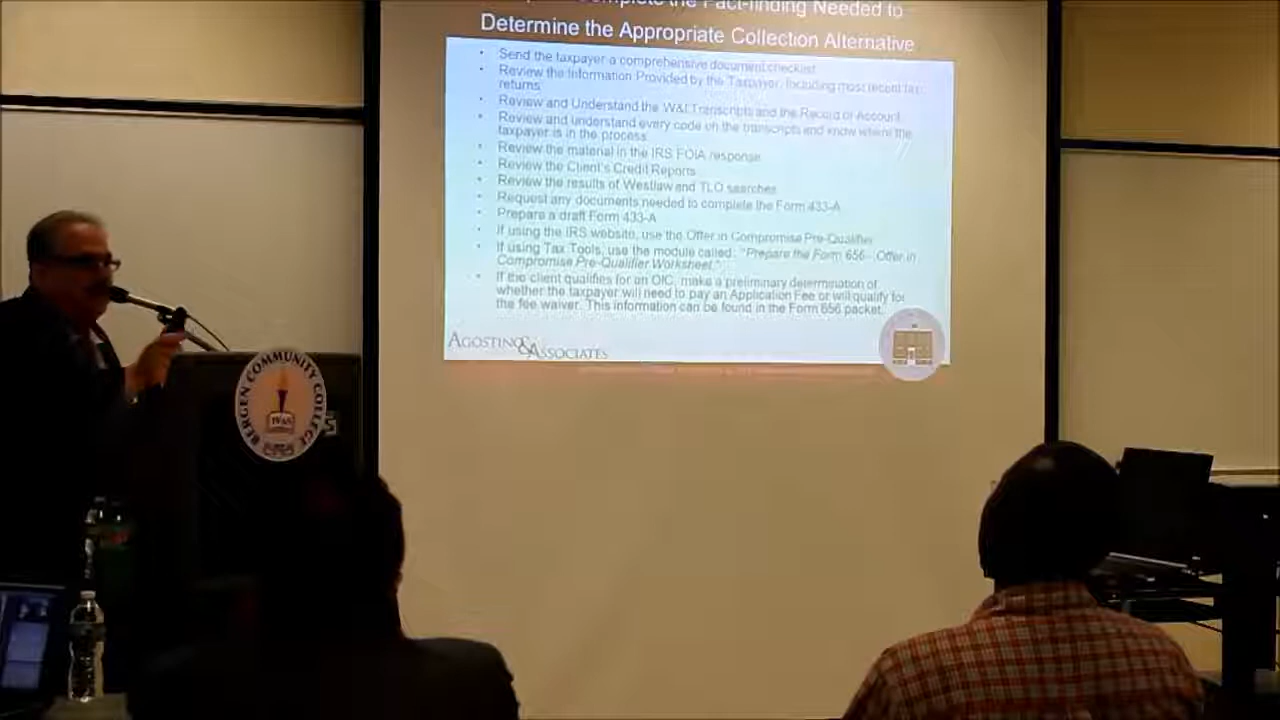 the Fact-finding Needed to
Determine the Appropriate Collection Alternative
• Send the taxpayer a comprehensive document checklist
• Review the Information Provided by the Taxpayer, including most recent tax
returns
• Review and Understand the W&I Transcripts and the Record of Account
• Review and understand every code on the transcripts and know where the
taxpayer is in the process
• Review the material in the IRS FOIA response
• Review the Client's Credit Reports
• Review the results of Westlaw and TLO searches
• Request any documents needed to complete the Form 433-A
• Prepare a draft Form 433-A
• If using the IRS website, use the Offer in Compromise Pre-Qualifier
• If using Tax Tools, use the module called: "Prepare the Form 656- Offer in
Compromise Pre-Qualifier Worksheet."
• If the client qualifies for an OIC, make a preliminary determination of
whether the taxpayer will need to pay an Application Fee or will qualify for
the fee waiver. This information can be found in the Form 656 packet.
AGOSTINO & ASSOCIATES
BERGEN COMMUNITY COLLEGE